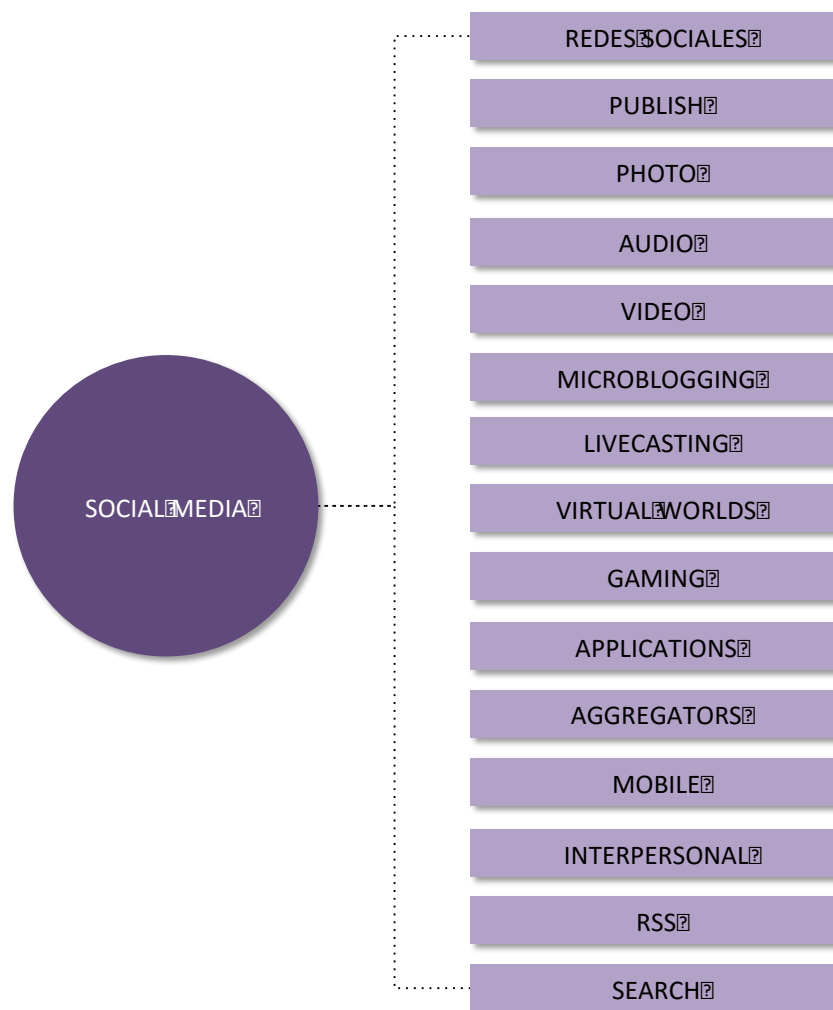 REDES SOCIALES
PUBLISH
PHOTO
AUDIO
VIDEO
MICROBLOGGING
LIVECASTING
SOCIAL MEDIA
VIRTUAL WORLDS
GAMING
APPLICATIONS
AGGREGATORS
MOBILE
INTERPERSONAL
RSS
SEARCH